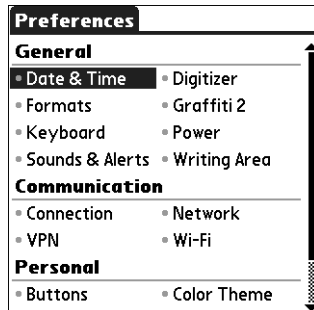 Preferences
General
Date & Time
Digitizer
Formats
Graffiti 2
Keyboard
Power
Sounds & Alerts
Writing Area
Communication
Connection
Network
VPN
Wi-Fi
Personal
Buttons
Color Theme